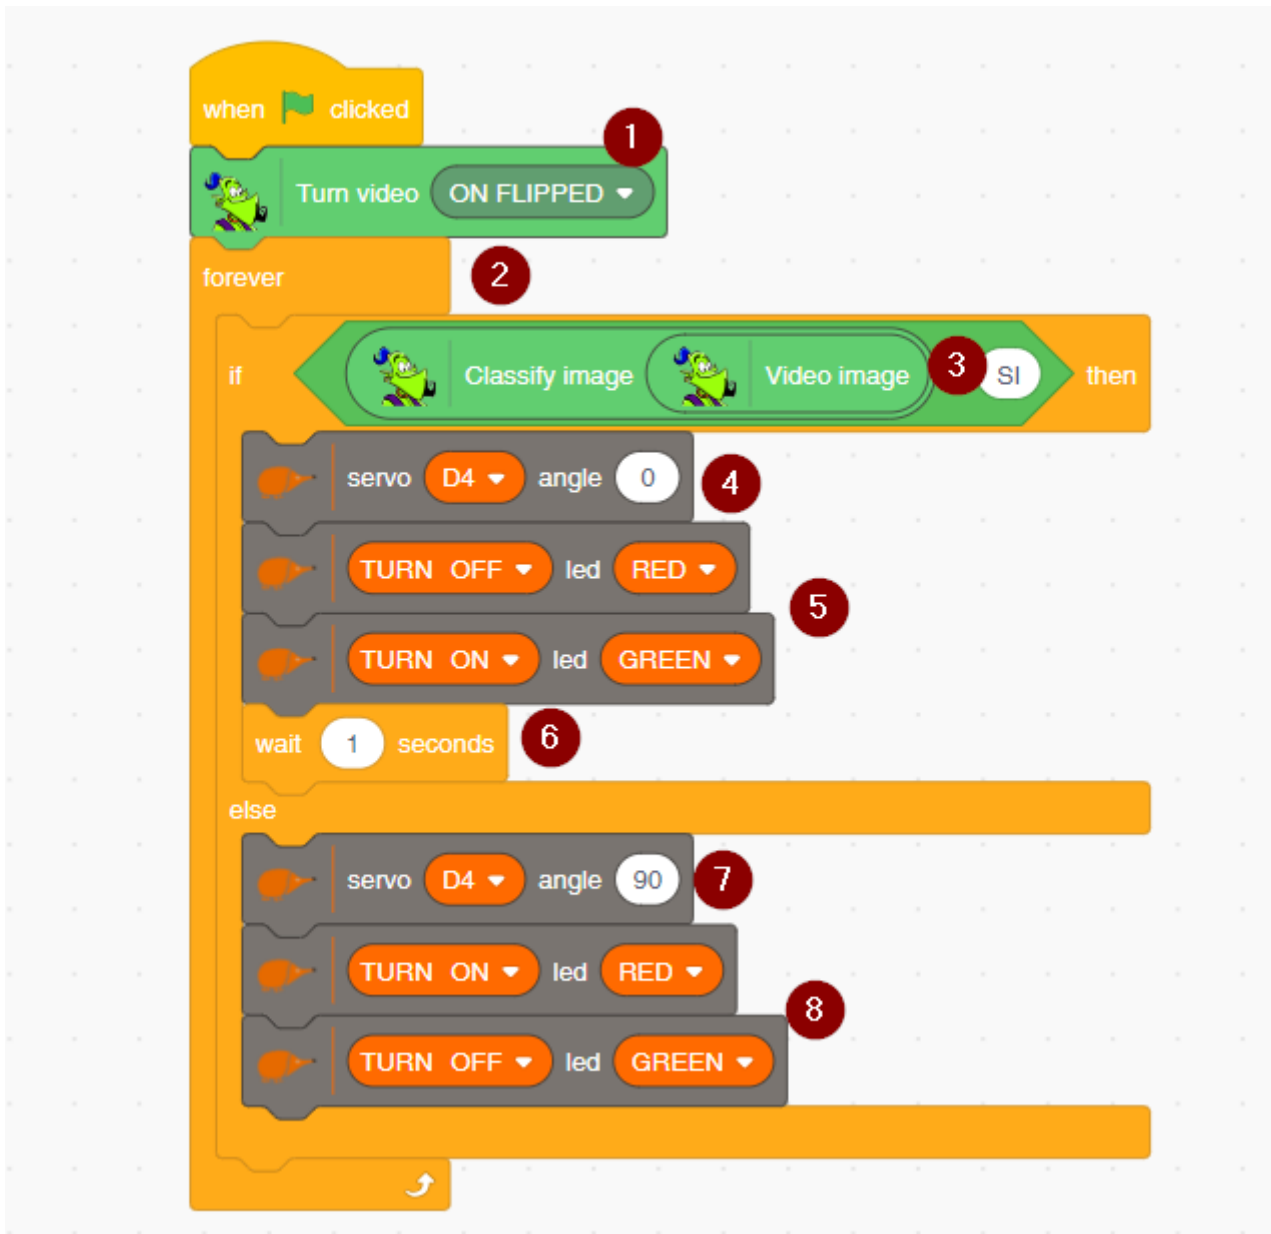 when clicked
1
Turn video ON FLIPPED
forever
2
if Classify image Video image 3 SI then
servo D4 angle 0
4
TURN OFF led RED
5
TURN ON led GREEN
wait 1 seconds
6
else
servo D4 angle 90
7
TURN ON led RED
8
TURN OFF led GREEN